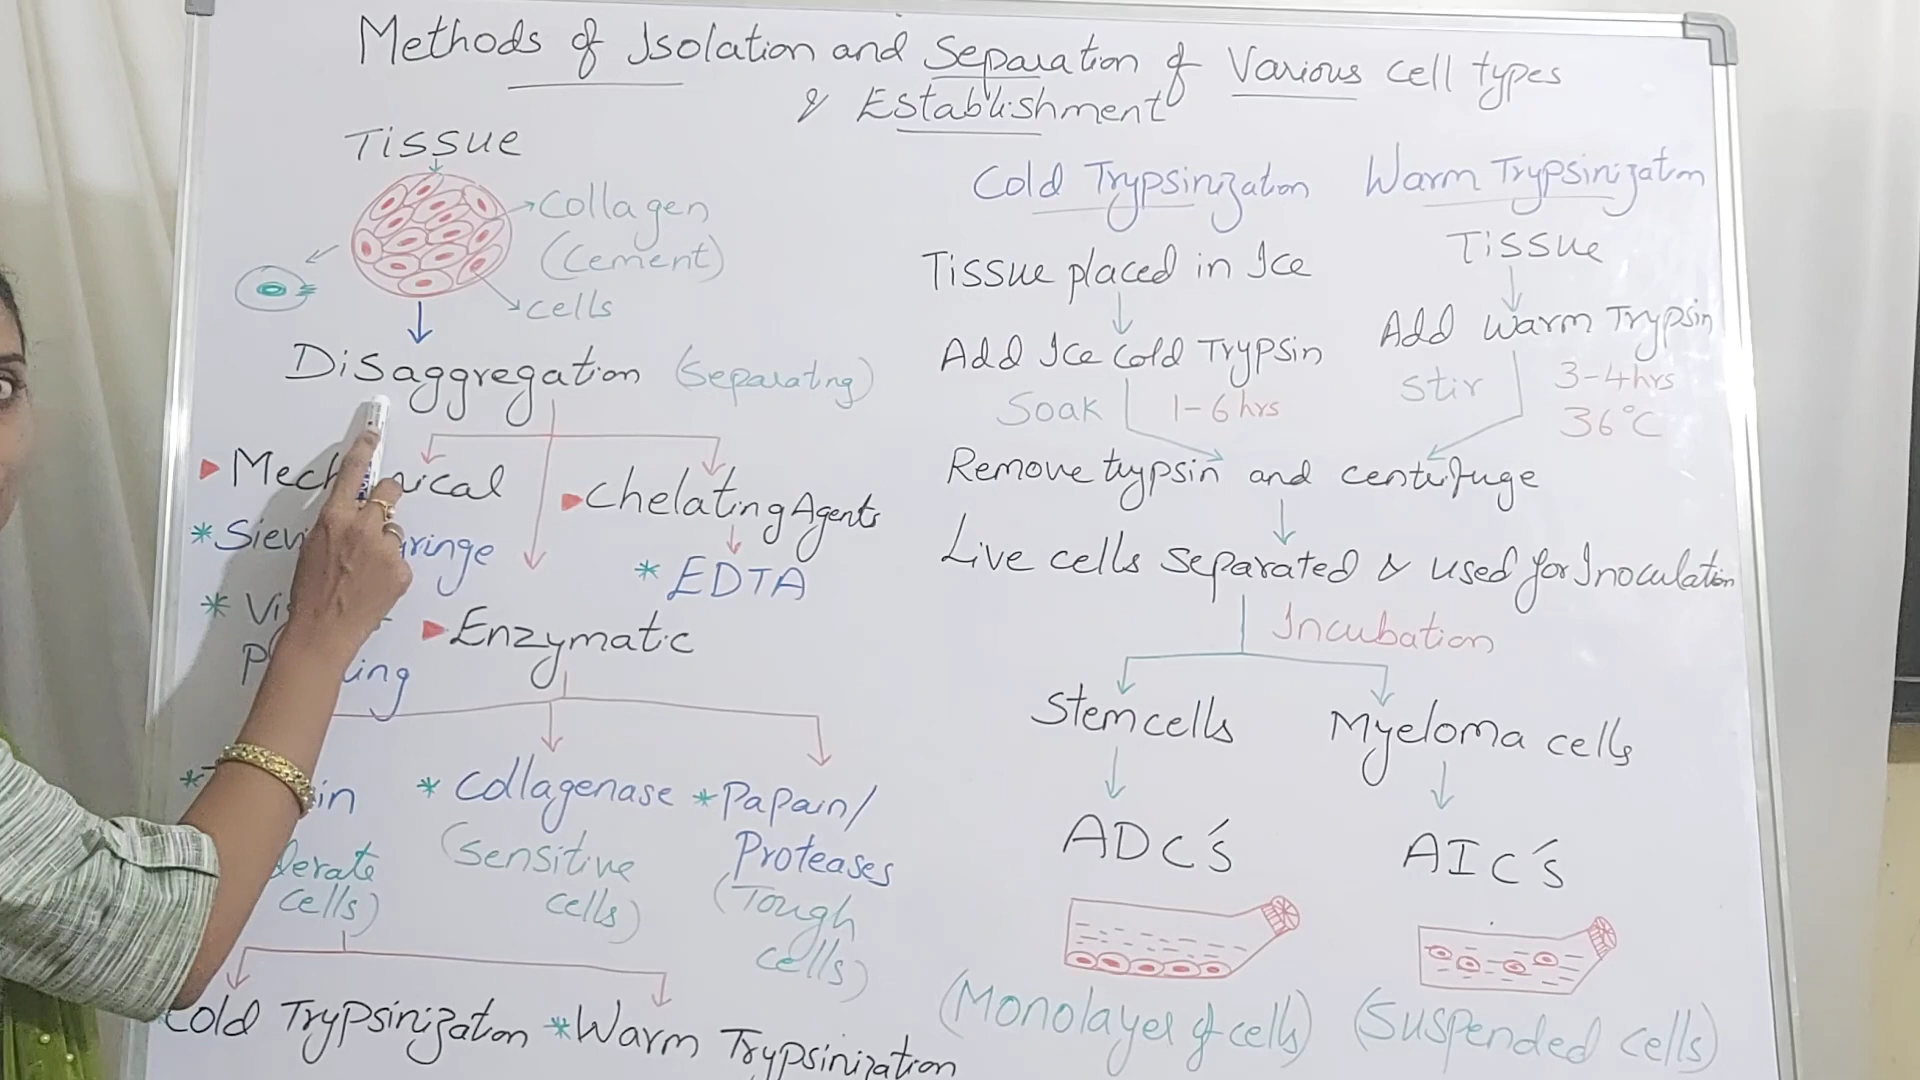 Methods of Isolation and Separation of Various cell types
& Establishment
Tissue
Collagen
(Cement)
cells
Disaggregation (Separating)
Mechanical
Chelating Agents
* EDTA
Enzymatic
* Collagenase
(Sensitive
cells)
* Papain/
Proteases
(Tough
cells)
cells)
Cold Trypsinization
* Warm Trypsinization
Cold Trypsinization
Tissue placed in Ice
Add Ice Cold Trypsin
Soak 1-6 hrs
Warm Trypsinization
Tissue
Add Warm Trypsin
Stir 3-4 hrs
36°C
Remove trypsin and centrifuge
Live cells Separated & used for Inoculation
Incubation
Stem cells
ADC's
(Monolayer of cells)
Myeloma cells
AIC's
(Suspended cells)